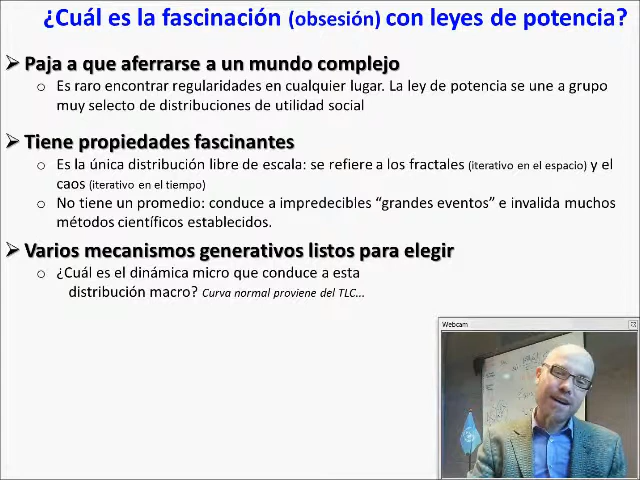 ¿Cuál es la fascinación (obsesión) con leyes de potencia?
➢ Paja a que aferrarse a un mundo complejo
o Es raro encontrar regularidades en cualquier lugar. La ley de potencia se une a grupo
muy selecto de distribuciones de utilidad social
➢ Tiene propiedades fascinantes
o Es la única distribución libre de escala: se refiere a los fractales (iterativo en el espacio) y el
caos (iterativo en el tiempo)
o No tiene un promedio: conduce a impredecibles “grandes eventos” e invalida muchos
métodos científicos establecidos.
➢ Varios mecanismos generativos listos para elegir
o ¿Cuál es el dinámica micro que conduce a esta
distribución macro? Curva normal proviene del TLC...
Webcam